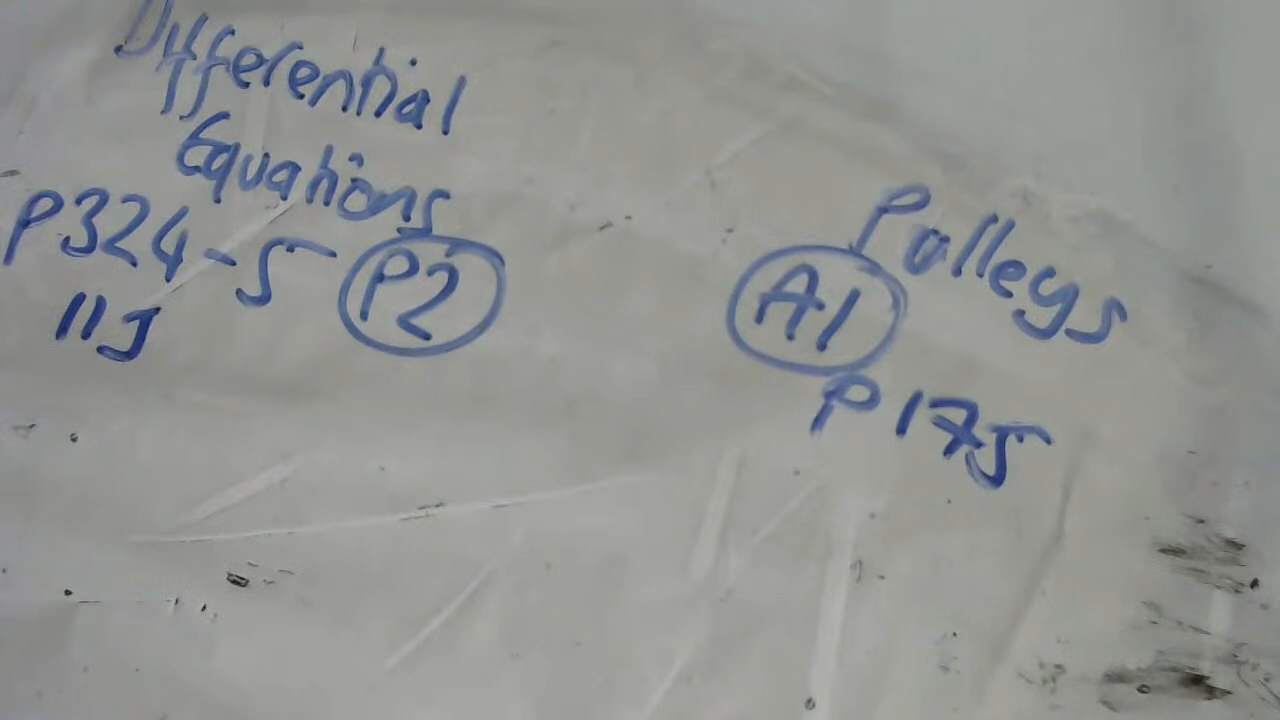 Differential
Equations
P324-5 P2
11J
Pulleys
A1
P175